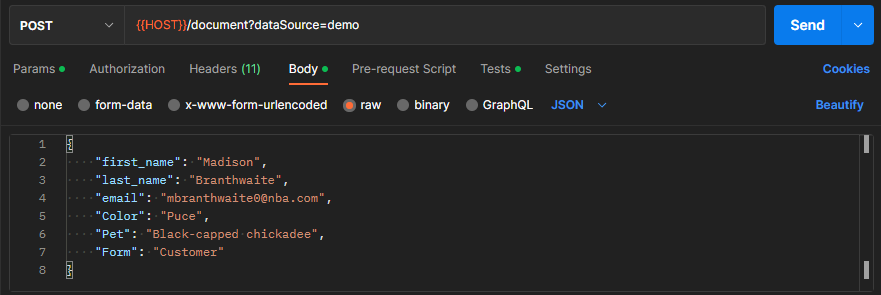 POST {{HOST}}/document?dataSource=demo Send
Params Authorization Headers (11) Body Pre-request Script Tests Settings Cookies
none form-data x-www-form-urlencoded raw binary GraphQL JSON Beautify
1 {
2 "first_name": "Madison",
3 "last_name": "Branthwaite",
4 "email": "mbranthwaite0@nba.com",
5 "Color": "Puce",
6 "Pet": "Black-capped chickadee",
7 "Form": "Customer"
8 }